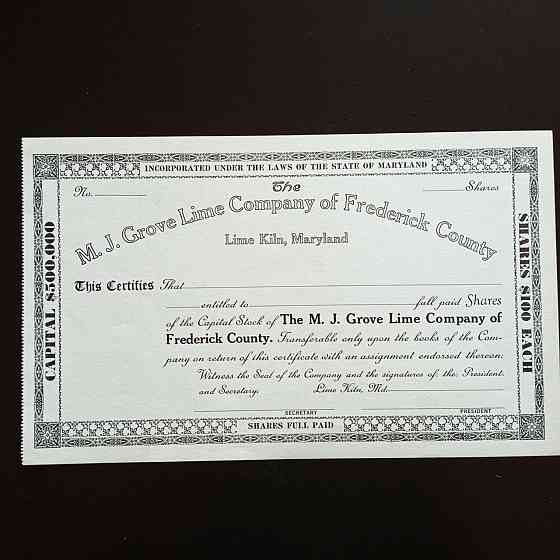 INCORPORATED UNDER THE LAWS OF THE STATE OF MARYLAND
No.
Shares
The
M. J. Grove Lime Company of Frederick County
Lime Kiln, Maryland
CAPITAL $500,000
SHARES $100 EACH
This Certifies That
entitled to full paid Shares
of the Capital Stock of The M. J. Grove Lime Company of
Frederick County. Transferable only upon the books of the Com-
pany on return of this certificate with an assignment endorsed thereon.
Witness the Seal of the Company and the signatures of the President
and Secretary. Lime Kiln, Md.
SECRETARY PRESIDENT
SHARES FULL PAID